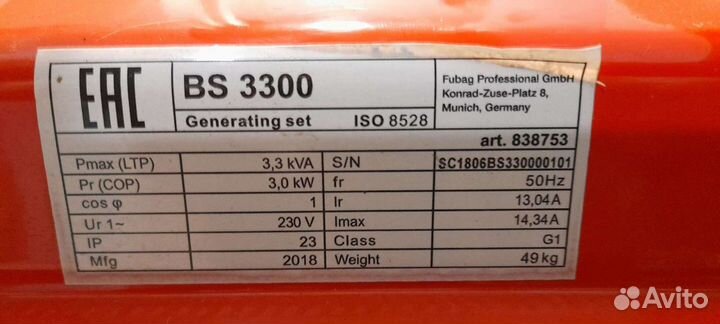 EAC
BS 3300
Generating set ISO 8528
Fubag Professional GmbH
Konrad-Zuse-Platz 8,
Munich, Germany
art. 838753
Pmax (LTP) 3,3 kVA S/N SC1806BS330000101
Pr (COP) 3,0 kW fr 50Hz
cos φ 1 Ir 13,04A
Ur 1~ 230 V Imax 14,34A
IP 23 Class G1
Mfg 2018 Weight 49kg
Avito